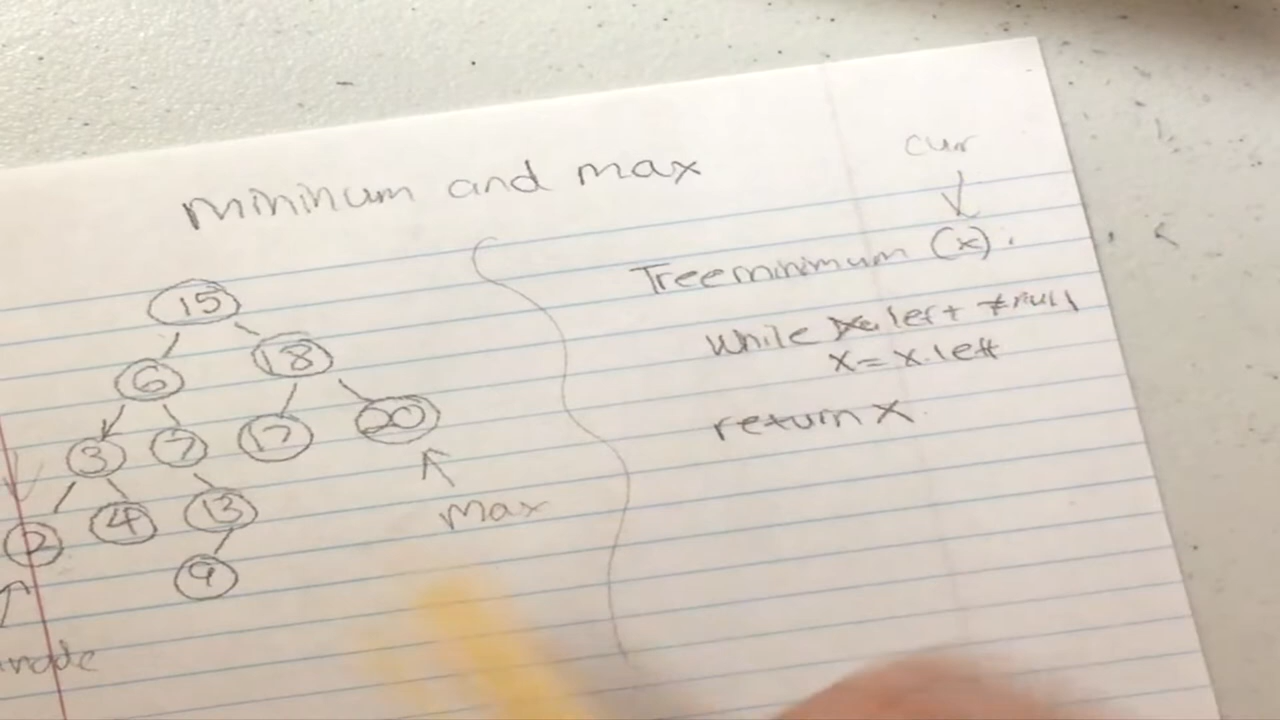 mininum and max
cur
Treeminimum (x).
while x.left ≠ null
x = x.left
return x
15
6
18
3
7
17
20
2
4
13
9
max
node